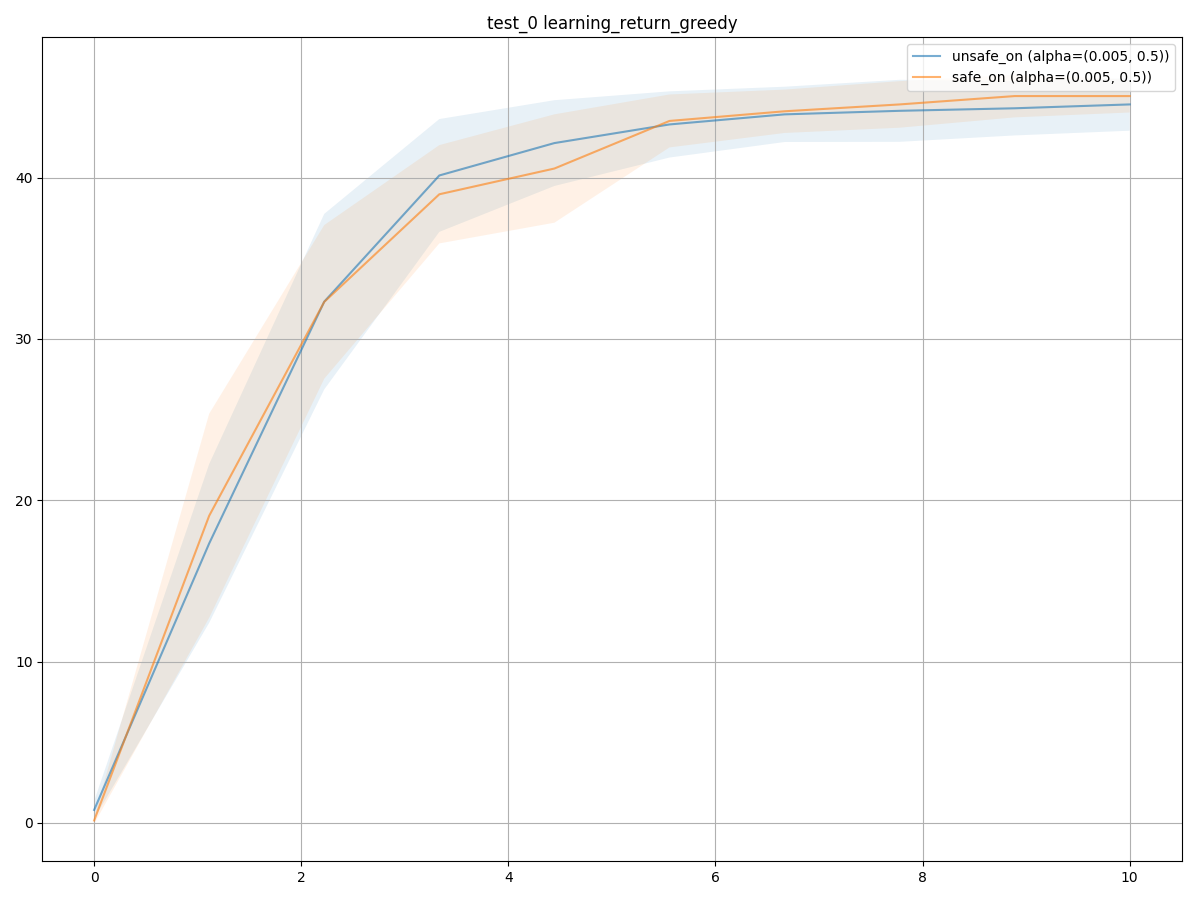 test_0 learning_return_greedy
unsafe_on (alpha=(0.005, 0.5))
safe_on (alpha=(0.005, 0.5))
40
30
20
10
0
0 2 4 6 8 10